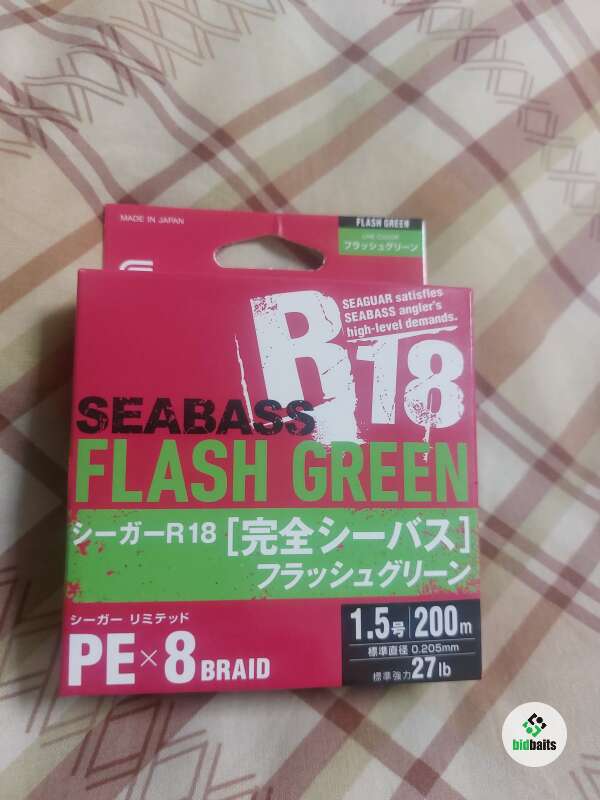 MADE IN JAPAN
FLASH GREEN
LINE COLOR
フラッシュグリーン
R18
SEAGUAR satisfies
SEABASS angler's
high-level demands.
SEABASS
FLASH GREEN
シーガーR18 [完全シーバス]
フラッシュグリーン
シーガー リミテッド
PE×8 BRAID
1.5号 200m
標準直径 0.205mm
標準強力 27lb
bidbaits